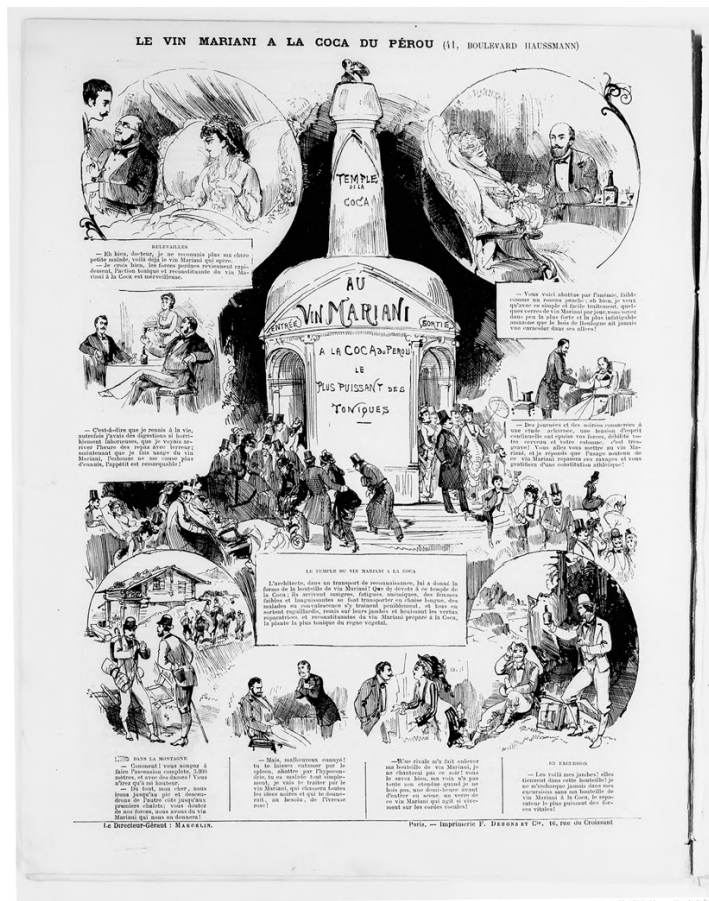 LE VIN MARIANI A LA COCA DU PÉROU (41, BOULEVARD HAUSSMANN)
TEMPLE
DE LA
COCA
AU
VIN MARIANI
ENTRÉE
SORTIE
A LA COCA DU PEROU
LE
PLUS PUISSANT DES
TONIQUES
RELEVAILLES
— Eh bien, docteur, je ne reconnais plus ma chère
petite malade, voilà déjà le vin Mariani qui opère.
— Je crois bien, les forces perdues reviennent rapi-
dement, l'action tonique et reconstituante du vin Ma-
riani à la Coca est merveilleuse.
— Vous voici abattue par l'anémie, faible
comme un roseau penché; eh bien, je veux
qu'avec ce simple et facile traitement, quel-
ques verres de vin Mariani par jour, vous soyez
dans peu la plus forte et la plus infatigable
amazone que le bois de Boulogne ait jamais
vue caracoler dans ses allées!
— C'est-à-dire que je renais à la vie,
autrefois j'avais des digestions si horri-
blement laborieuses, que je voyais ar-
river l'heure des repas avec terreur;
maintenant que je fais usage du vin
Mariani, l'estomac ne me cause plus
d'ennuis, l'appétit est remarquable!
— Des journées et des soirées consacrées à
une étude acharnée, une tension d'esprit
continuelle ont épuisé vos forces, débilité vo-
tre cerveau et votre estomac, c'est très-
grave! Vous allez vous mettre au vin Ma-
riani, et je réponds que l'usage soutenu de
ce vin Mariani réparera ces ravages et vous
gratifiera d'une constitution athlétique!
LE TEMPLE DU VIN MARIANI A LA COCA
L'architecte, dans un transport de reconnaissance, lui a donné la
forme de la bouteille de vin Mariani! Que de dévots à ce temple de
la Coca; ils arrivent maigres, fatigués, anémiques, des femmes
faibles et languissantes se font transporter en chaise longue, des
malades en convalescence s'y traînent péniblement, et tous en
sortent ragaillardis, remis sur leurs jambes et bénissant les vertus
réparatrices et reconstituantes du vin Mariani préparé à la Coca,
la plante la plus tonique du règne végétal.
DANS LA MONTAGNE
— Comment! vous songez à
faire l'ascension complète, 3,000
mètres, et avec des dames! Vous
n'irez qu'à mi hauteur.
— Du tout, mon cher, nous
irons jusqu'au pic et descen-
drons de l'autre côté jusqu'aux
premiers chalets; vous doutez
de nos forces, nous avons du vin
Mariani qui nous en donnera!
— Mais, malheureux ennuyé!
tu te laisses entamer par le
spleen, abattre par l'hypocon-
drie, tu es malade tout simple-
ment, je vais te traiter par le
vin Mariani, qui chassera toutes
les idées noires et qui te donne-
rait, au besoin, de l'ivresse
rose!
— Une rivale m'a fait enlever
ma bouteille de vin Mariani, je
ne chanterai pas ce soir! vous
le savez bien, ma voix n'a pas
toute son étendue quand je ne
bois pas, une demi-heure avant
d'entrer en scène, un verre de
ce vin Mariani qui agit si vive-
ment sur les cordes vocales!
EN EXCURSION
— Les voilà mes jambes! elles
tiennent dans cette bouteille! je
ne m'embarque jamais dans mes
excursions sans un bouteille de
vin Mariani à la Coca, le répa-
rateur le plus puissant des for-
ces vitales!
Le Directeur-Gérant : MARCELIN.
Paris. — Imprimerie F. DEBONS ET Cie, 16, rue du Croissant